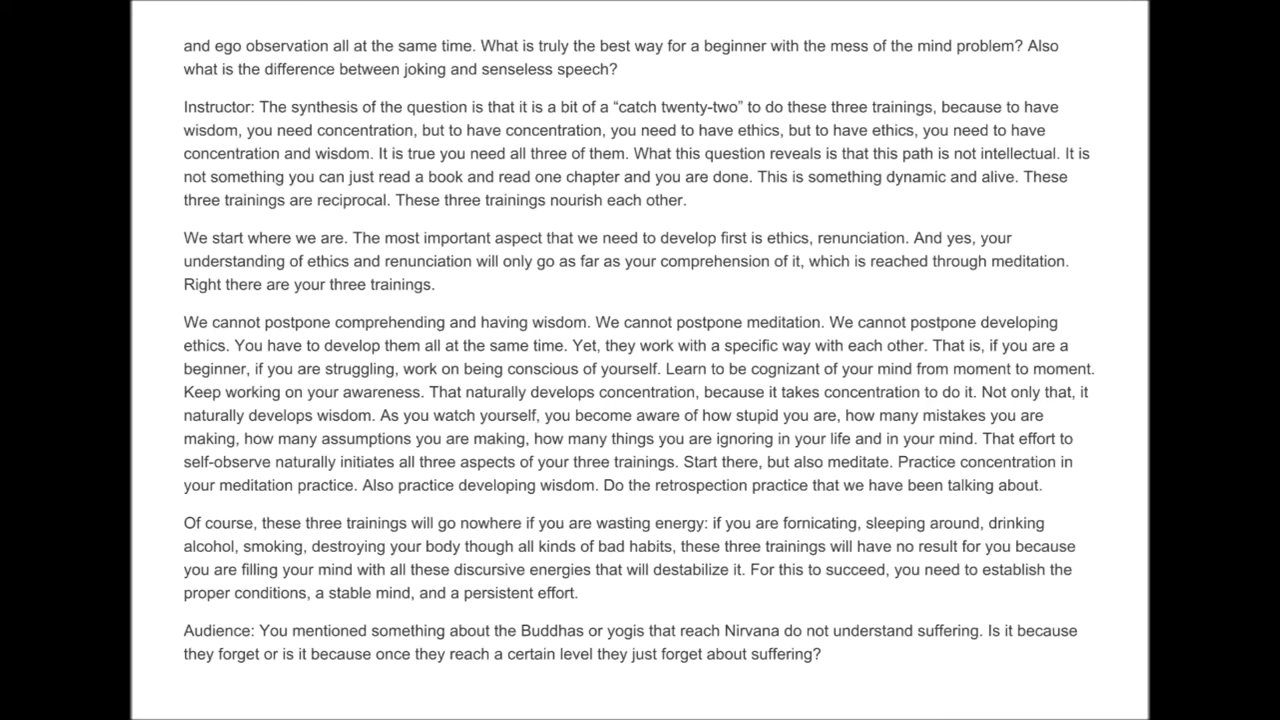 and ego observation all at the same time. What is truly the best way for a beginner with the mess of the mind problem? Also
what is the difference between joking and senseless speech?
Instructor: The synthesis of the question is that it is a bit of a “catch twenty-two” to do these three trainings, because to have
wisdom, you need concentration, but to have concentration, you need to have ethics, but to have ethics, you need to have
concentration and wisdom. It is true you need all three of them. What this question reveals is that this path is not intellectual. It is
not something you can just read a book and read one chapter and you are done. This is something dynamic and alive. These
three trainings are reciprocal. These three trainings nourish each other.
We start where we are. The most important aspect that we need to develop first is ethics, renunciation. And yes, your
understanding of ethics and renunciation will only go as far as your comprehension of it, which is reached through meditation.
Right there are your three trainings.
We cannot postpone comprehending and having wisdom. We cannot postpone meditation. We cannot postpone developing
ethics. You have to develop them all at the same time. Yet, they work with a specific way with each other. That is, if you are a
beginner, if you are struggling, work on being conscious of yourself. Learn to be cognizant of your mind from moment to moment.
Keep working on your awareness. That naturally develops concentration, because it takes concentration to do it. Not only that, it
naturally develops wisdom. As you watch yourself, you become aware of how stupid you are, how many mistakes you are
making, how many assumptions you are making, how many things you are ignoring in your life and in your mind. That effort to
self-observe naturally initiates all three aspects of your three trainings. Start there, but also meditate. Practice concentration in
your meditation practice. Also practice developing wisdom. Do the retrospection practice that we have been talking about.
Of course, these three trainings will go nowhere if you are wasting energy: if you are fornicating, sleeping around, drinking
alcohol, smoking, destroying your body though all kinds of bad habits, these three trainings will have no result for you because
you are filling your mind with all these discursive energies that will destabilize it. For this to succeed, you need to establish the
proper conditions, a stable mind, and a persistent effort.
Audience: You mentioned something about the Buddhas or yogis that reach Nirvana do not understand suffering. Is it because
they forget or is it because once they reach a certain level they just forget about suffering?